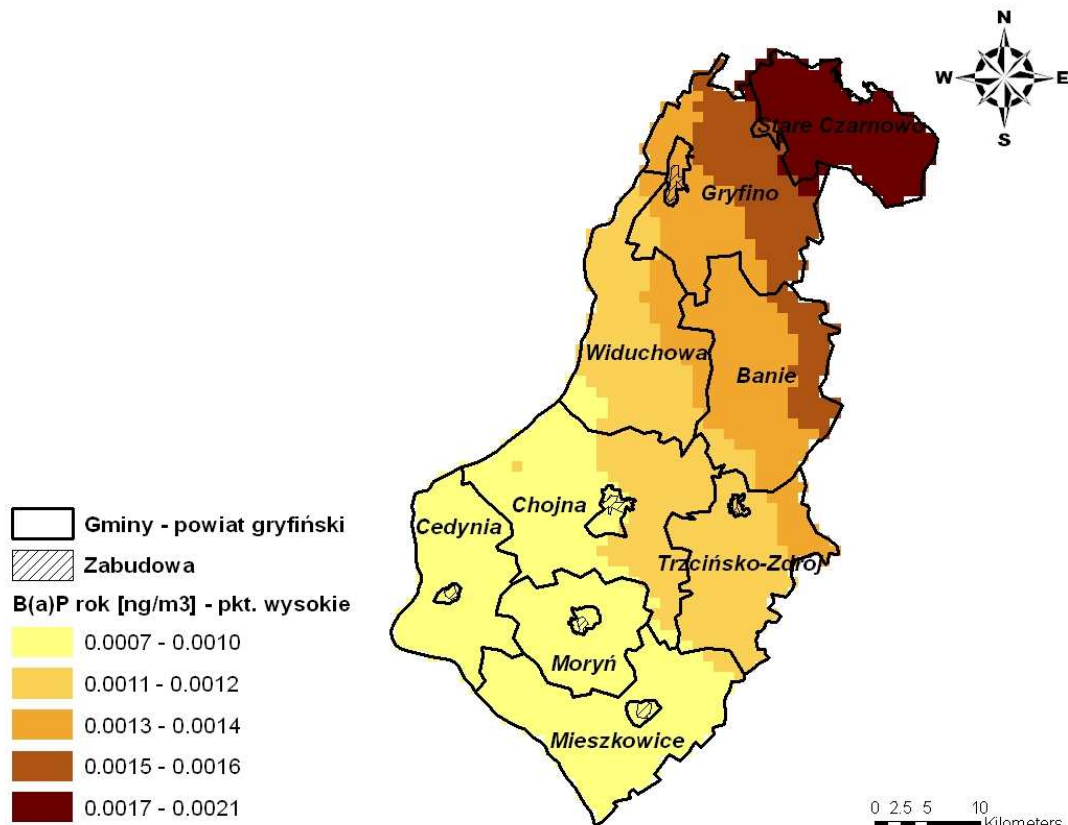 N
W E
S
Stare Czarnowo
Gryfino
Widuchowa
Banie
Chojna
Cedynia
Trzcińsko-Zdrój
Moryń
Mieszkowice
Gminy - powiat gryfiński
Zabudowa
B(a)P rok [ng/m3] - pkt. wysokie
0.0007 - 0.0010
0.0011 - 0.0012
0.0013 - 0.0014
0.0015 - 0.0016
0.0017 - 0.0021
0 2.5 5 10
Kilometers